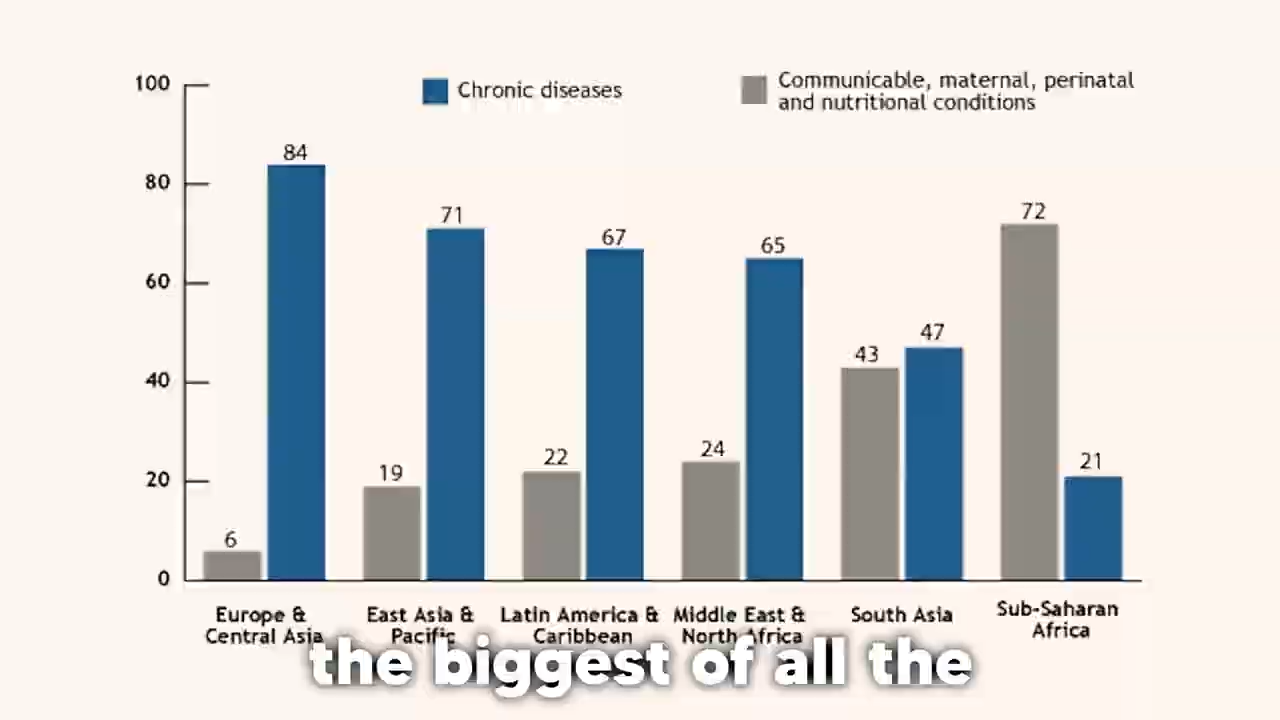 100
Chronic diseases
Communicable, maternal, perinatal
and nutritional conditions
84
80
71
72
67
65
60
47
43
40
24
22
21
19
20
6
0
Europe &
Central Asia
East Asia &
Pacific
Latin America &
Caribbean
Middle East &
North Africa
South Asia
Sub-Saharan
Africa
the biggest of all the